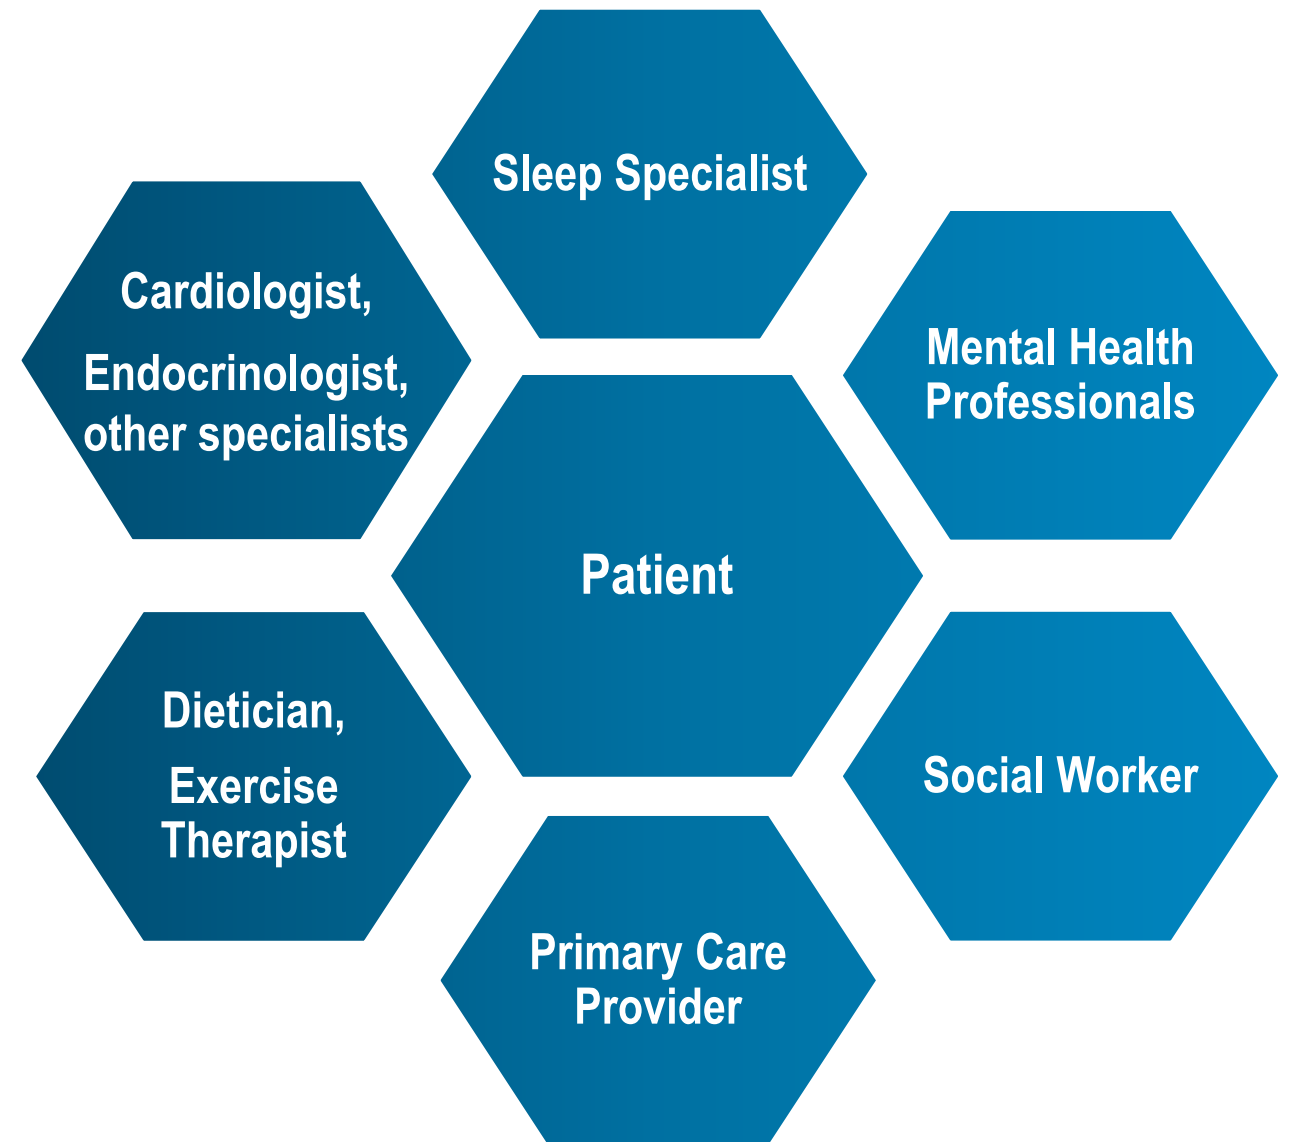 Sleep Specialist
Cardiologist,
Endocrinologist,
other specialists
Mental Health
Professionals
Patient
Dietician,
Exercise
Therapist
Social Worker
Primary Care
Provider